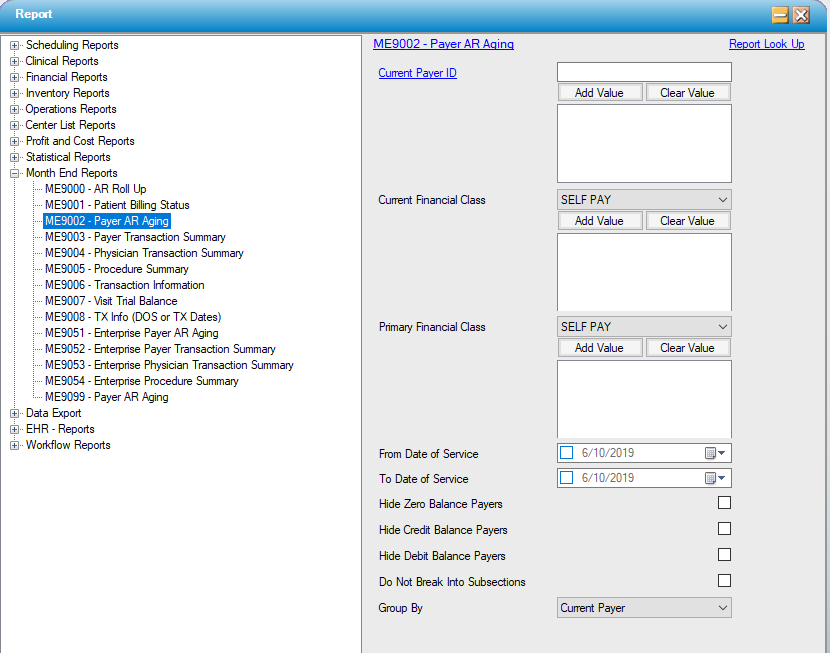 Report
Scheduling Reports
Clinical Reports
Financial Reports
Inventory Reports
Operations Reports
Center List Reports
Profit and Cost Reports
Statistical Reports
Month End Reports
ME9000 - AR Roll Up
ME9001 - Patient Billing Status
ME9002 - Payer AR Aging
ME9003 - Payer Transaction Summary
ME9004 - Physician Transaction Summary
ME9005 - Procedure Summary
ME9006 - Transaction Information
ME9007 - Visit Trial Balance
ME9008 - TX Info (DOS or TX Dates)
ME9051 - Enterprise Payer AR Aging
ME9052 - Enterprise Payer Transaction Summary
ME9053 - Enterprise Physician Transaction Summary
ME9054 - Enterprise Procedure Summary
ME9099 - Payer AR Aging
Data Export
EHR - Reports
Workflow Reports
ME9002 - Payer AR Aging Report Look Up
Current Payer ID
Add Value Clear Value
Current Financial Class SELF PAY
Add Value Clear Value
Primary Financial Class SELF PAY
Add Value Clear Value
From Date of Service 6/10/2019
To Date of Service 6/10/2019
Hide Zero Balance Payers
Hide Credit Balance Payers
Hide Debit Balance Payers
Do Not Break Into Subsections
Group By Current Payer